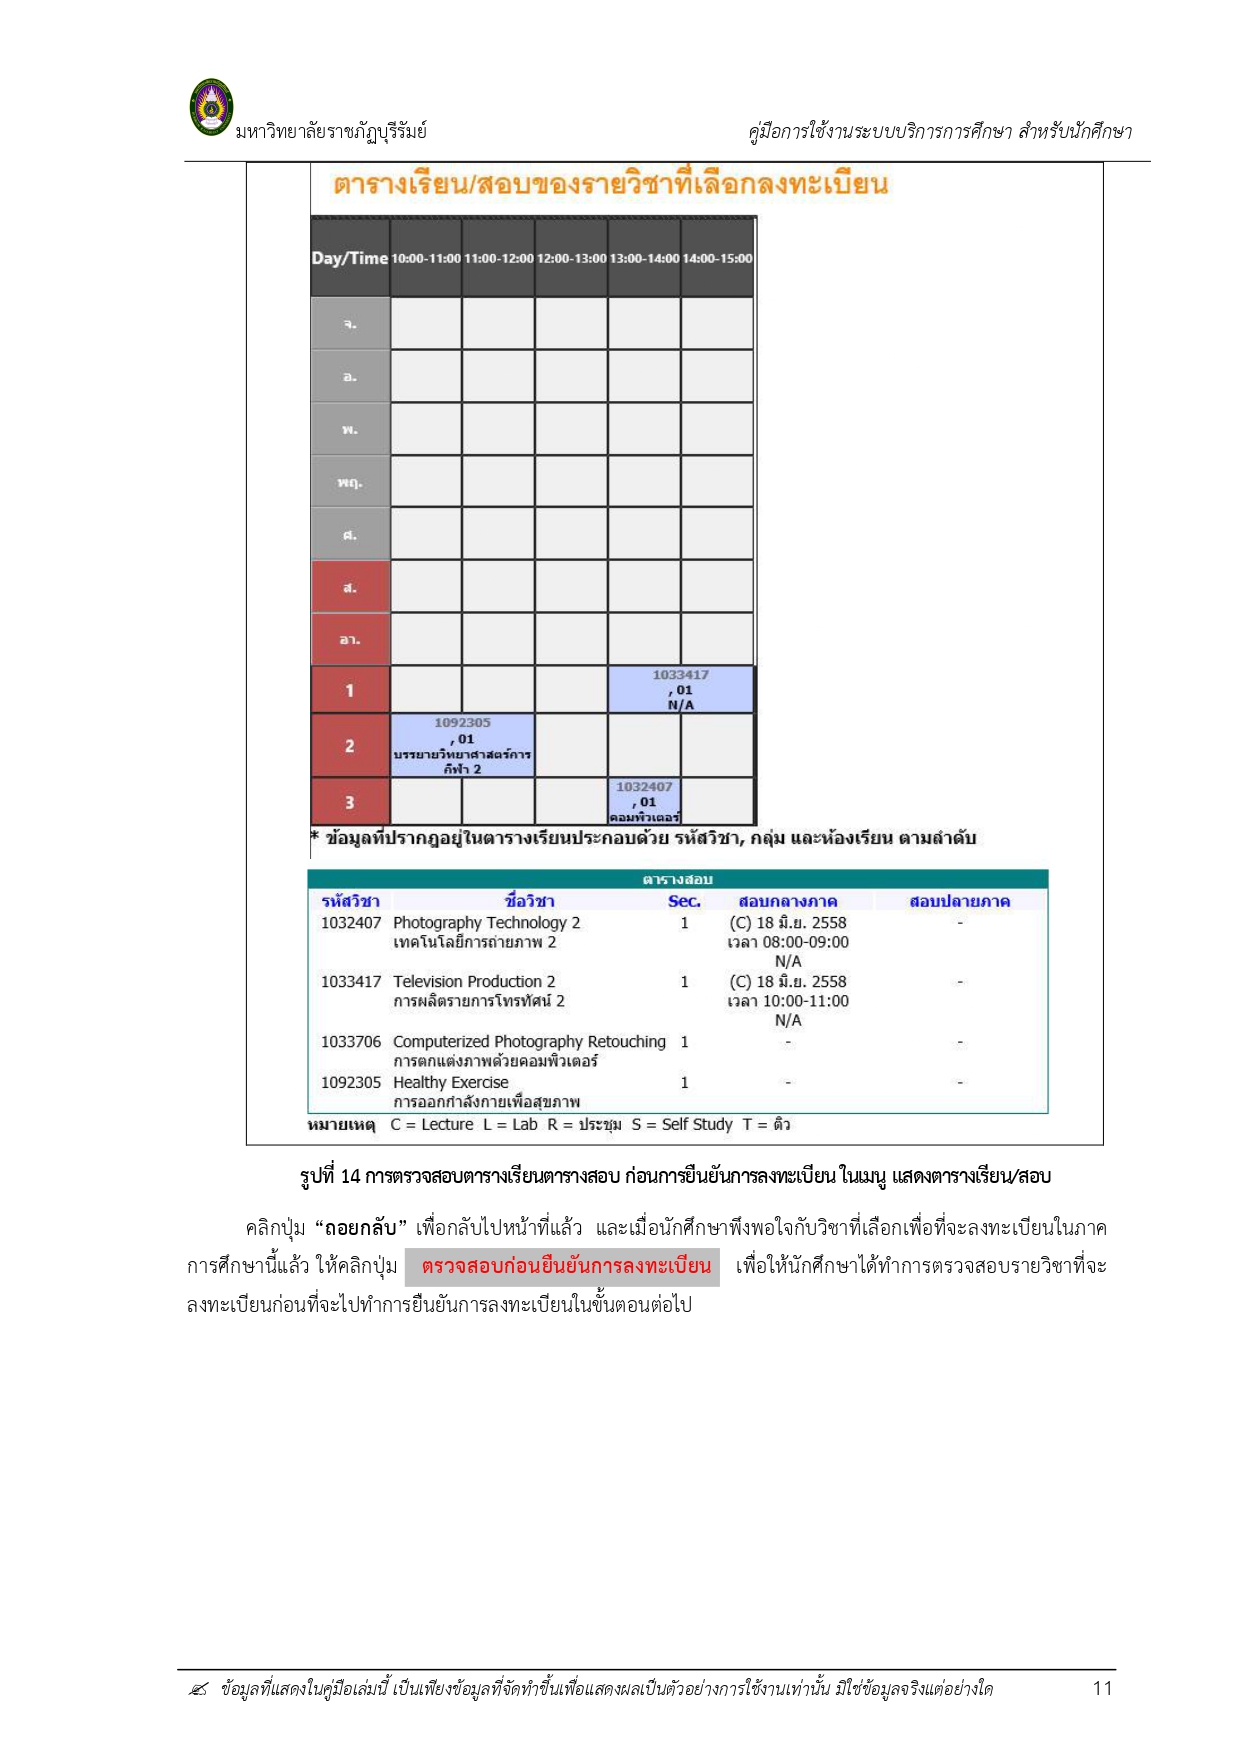 มหาวิทยาลัยราชภัฏบุรีรัมย์ คู่มือการใช้งานระบบบริการการศึกษา สำหรับนักศึกษา
ตารางเรียน/สอบของรายวิชาที่เลือกลงทะเบียน
Day/Time 10:00-11:00 11:00-12:00 12:00-13:00 13:00-14:00 14:00-15:00
จ.
อ.
พ.
พฤ.
ศ.
ส.
อา.
1 1033417
, 01
N/A
2 1092305
, 01
บรรยายวิทยาศาสตร์การ
กีฬา 2
3 1032407
, 01
คอมพิวเตอร์
* ข้อมูลที่ปรากฏอยู่ในตารางเรียนประกอบด้วย รหัสวิชา, กลุ่ม และห้องเรียน ตามลำดับ
ตารางสอบ
รหัสวิชา ชื่อวิชา Sec. สอบกลางภาค สอบปลายภาค
1032407 Photography Technology 2 1 (C) 18 มิ.ย. 2558 -
เทคโนโลยีการถ่ายภาพ 2 เวลา 08:00-09:00
N/A
1033417 Television Production 2 1 (C) 18 มิ.ย. 2558 -
การผลิตรายการโทรทัศน์ 2 เวลา 10:00-11:00
N/A
1033706 Computerized Photography Retouching 1 - -
การตกแต่งภาพด้วยคอมพิวเตอร์
1092305 Healthy Exercise 1 - -
การออกกำลังกายเพื่อสุขภาพ
หมายเหตุ C = Lecture L = Lab R = ประชุม S = Self Study T = ติว
รูปที่ 14 การตรวจสอบตารางเรียนตารางสอบ ก่อนการยืนยันการลงทะเบียน ในเมนู แสดงตารางเรียน/สอบ
คลิกปุ่ม “ถอยกลับ” เพื่อกลับไปหน้าที่แล้ว และเมื่อนักศึกษาพึงพอใจกับวิชาที่เลือกเพื่อที่จะลงทะเบียนในภาค
การศึกษานี้แล้ว ให้คลิกปุ่ม ตรวจสอบก่อนยืนยันการลงทะเบียน เพื่อให้นักศึกษาได้ทำการตรวจสอบรายวิชาที่จะ
ลงทะเบียนก่อนที่จะไปทำการยืนยันการลงทะเบียนในขั้นตอนต่อไป
ข้อมูลที่แสดงในคู่มือเล่มนี้ เป็นเพียงข้อมูลที่จัดทำขึ้นเพื่อแสดงผลเป็นตัวอย่างการใช้งานเท่านั้น มิใช่ข้อมูลจริงแต่อย่างใด 11